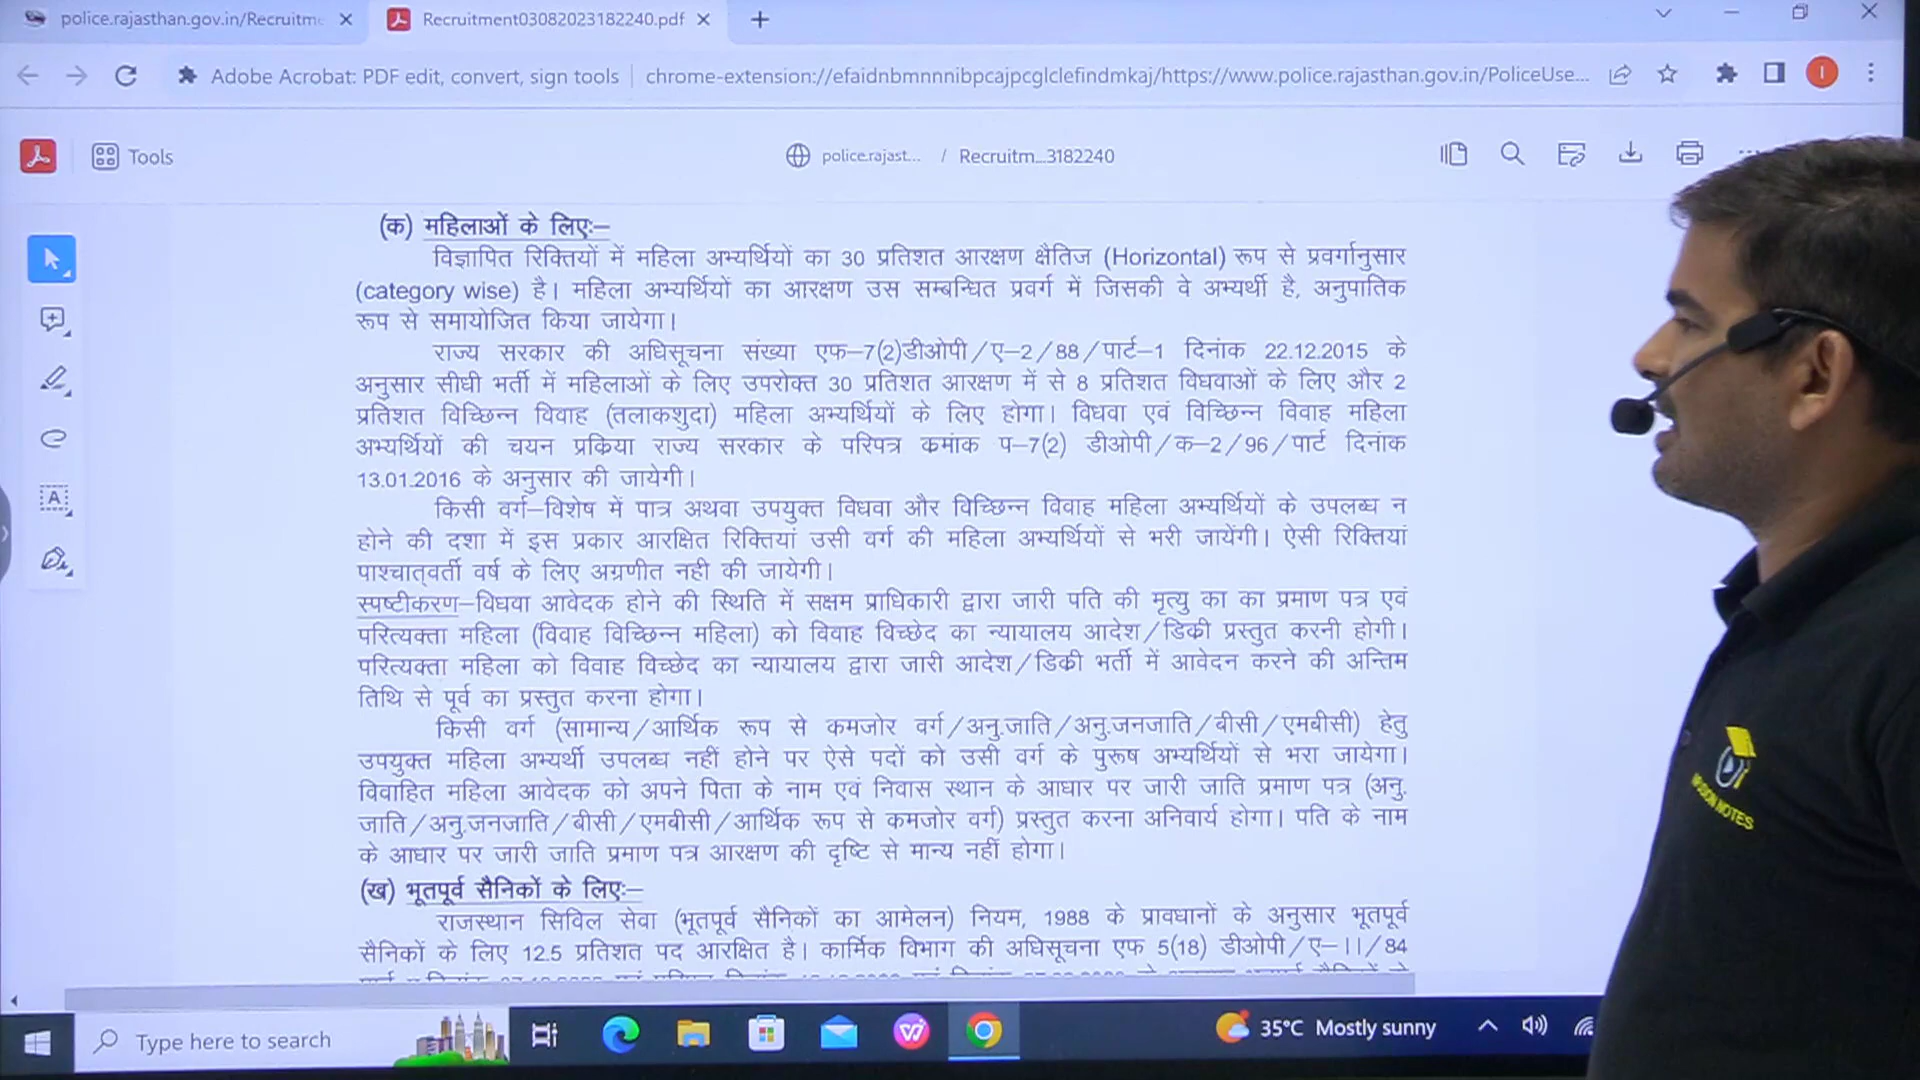 police.rajasthan.gov.in/Recruitme
Recruitment03082023182240.pdf
Adobe Acrobat: PDF edit, convert, sign tools
chrome-extension://efaidnbmnnnibpcajpcglclefindmkaj/https://www.police.rajasthan.gov.in/PoliceUse...
I
Tools
police.rajast... / Recruitm...3182240
(क) महिलाओं के लिएः–
विज्ञापित रिक्तियों में महिला अभ्यर्थियों का 30 प्रतिशत आरक्षण क्षैतिज (Horizontal) रूप से प्रवर्गानुसार
(category wise) है। महिला अभ्यर्थियों का आरक्षण उस सम्बन्धित प्रवर्ग में जिसकी वे अभ्यर्थी है, अनुपातिक
रूप से समायोजित किया जायेगा।
राज्य सरकार की अधिसूचना संख्या एफ–7(2)डीओपी/ए–2/88/पार्ट–1 दिनांक 22.12.2015 के
अनुसार सीधी भर्ती में महिलाओं के लिए उपरोक्त 30 प्रतिशत आरक्षण में से 8 प्रतिशत विधवाओं के लिए और 2
प्रतिशत विच्छिन्न विवाह (तलाकशुदा) महिला अभ्यर्थियों के लिए होगा। विधवा एवं विच्छिन्न विवाह महिला
अभ्यर्थियों की चयन प्रक्रिया राज्य सरकार के परिपत्र क्रमांक प–7(2) डीओपी/क–2/96/पार्ट दिनांक
13.01.2016 के अनुसार की जायेगी।
किसी वर्ग–विशेष में पात्र अथवा उपयुक्त विधवा और विच्छिन्न विवाह महिला अभ्यर्थियों के उपलब्ध न
होने की दशा में इस प्रकार आरक्षित रिक्तियां उसी वर्ग की महिला अभ्यर्थियों से भरी जायेंगी। ऐसी रिक्तियां
पाश्चात्‌वर्ती वर्ष के लिए अग्रणीत नही की जायेगी।
स्पष्टीकरण–विधवा आवेदक होने की स्थिति में सक्षम प्राधिकारी द्वारा जारी पति की मृत्यु का का प्रमाण पत्र एवं
परित्यक्ता महिला (विवाह विच्छिन्न महिला) को विवाह विच्छेद का न्यायालय आदेश/डिक्री प्रस्तुत करनी होगी।
परित्यक्ता महिला को विवाह विच्छेद का न्यायालय द्वारा जारी आदेश/डिक्री भर्ती में आवेदन करने की अन्तिम
तिथि से पूर्व का प्रस्तुत करना होगा।
किसी वर्ग (सामान्य/आर्थिक रूप से कमजोर वर्ग/अनु.जाति/अनु.जनजाति/बीसी/एमबीसी) हेतु
उपयुक्त महिला अभ्यर्थी उपलब्ध नहीं होने पर ऐसे पदों को उसी वर्ग के पुरूष अभ्यर्थियों से भरा जायेगा।
विवाहित महिला आवेदक को अपने पिता के नाम एवं निवास स्थान के आधार पर जारी जाति प्रमाण पत्र (अनु.
जाति/अनु.जनजाति/बीसी/एमबीसी/आर्थिक रूप से कमजोर वर्ग) प्रस्तुत करना अनिवार्य होगा। पति के नाम
के आधार पर जारी जाति प्रमाण पत्र आरक्षण की दृष्टि से मान्य नहीं होगा।
(ख) भूतपूर्व सैनिकों के लिएः–
राजस्थान सिविल सेवा (भूतपूर्व सैनिकों का आमेलन) नियम, 1988 के प्रावधानों के अनुसार भूतपूर्व
सैनिकों के लिए 12.5 प्रतिशत पद आरक्षित है। कार्मिक विभाग की अधिसूचना एफ 5(18) डीओपी/ए–।।/84
NOTES
Type here to search
35°C Mostly sunny